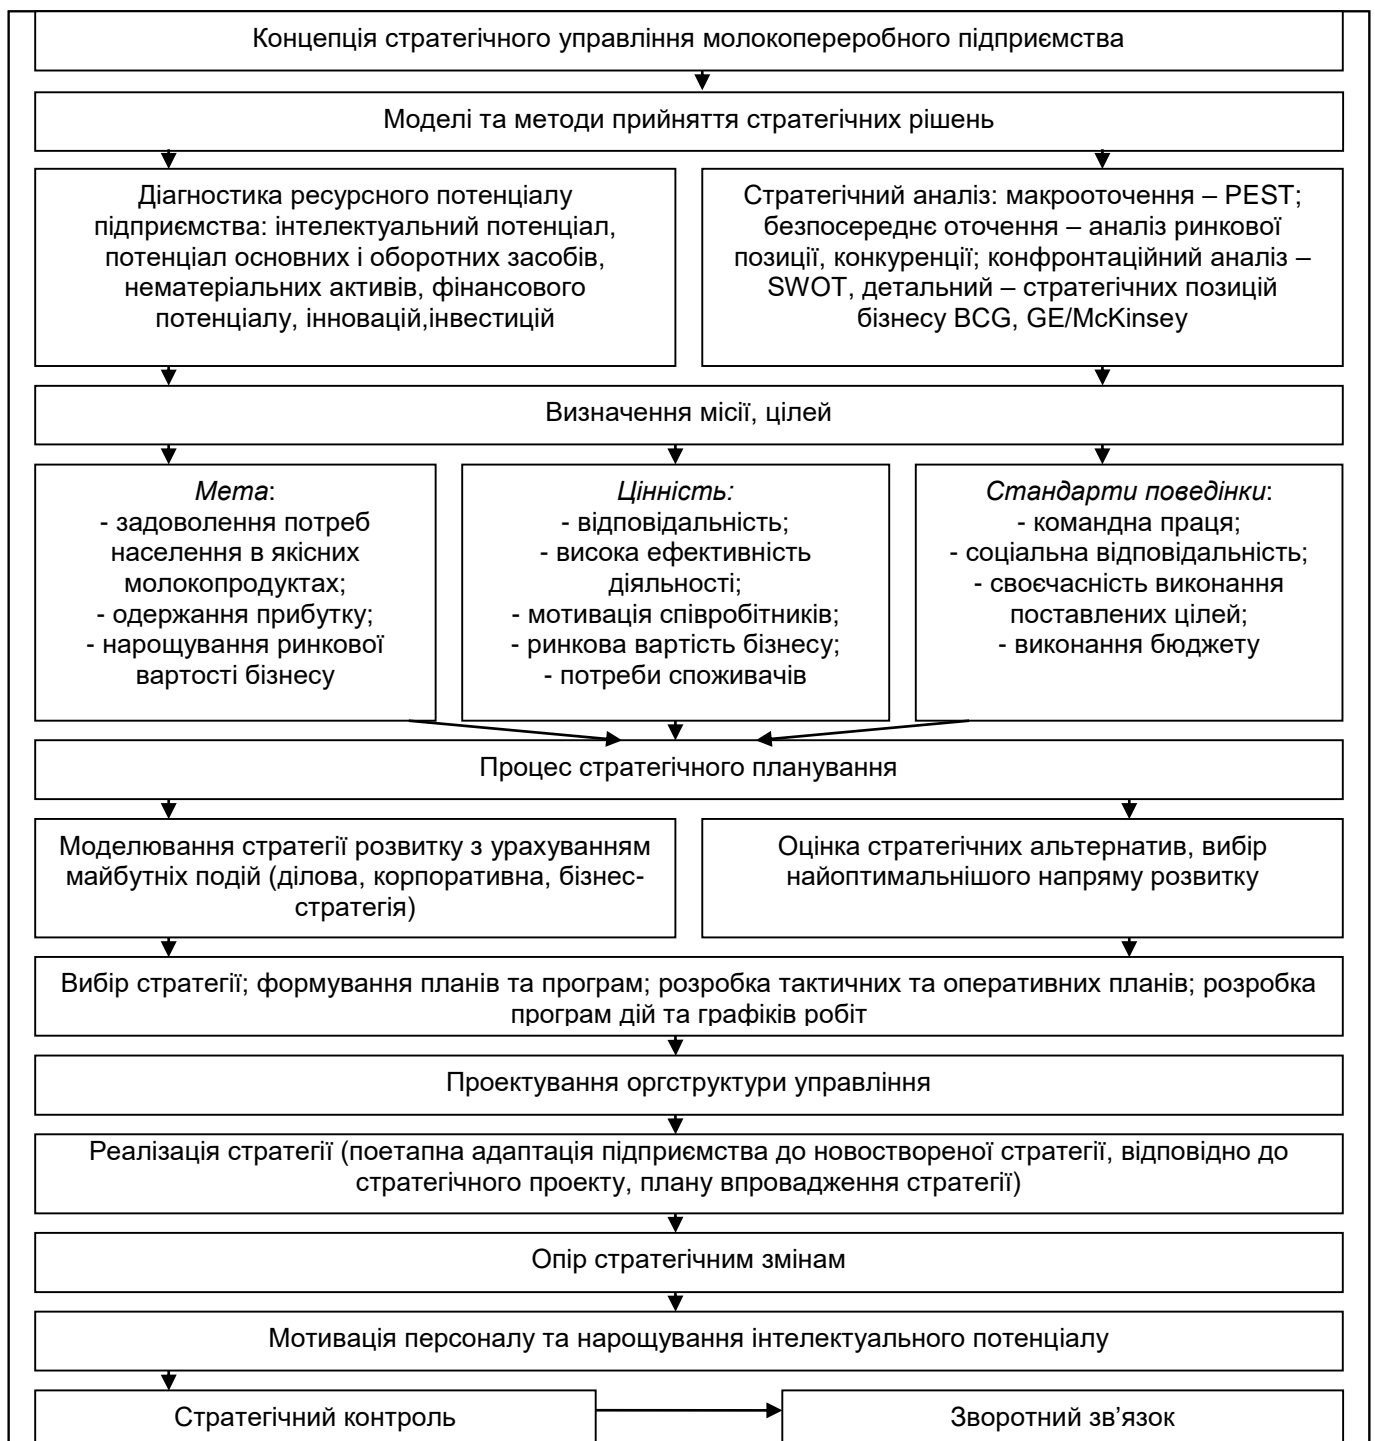 Концепція стратегічного управління молокопереробного підприємства
Моделі та методи прийняття стратегічних рішень
Діагностика ресурсного потенціалу
підприємства: інтелектуальний потенціал,
потенціал основних і оборотних засобів,
нематеріальних активів, фінансового
потенціалу, інновацій,інвестицій
Стратегічний аналіз: макрооточення – PEST;
безпосереднє оточення – аналіз ринкової
позиції, конкуренції; конфронтаційний аналіз –
SWOT, детальний – стратегічних позицій
бізнесу BCG, GE/McKinsey
Визначення місії, цілей
Мета:
- задоволення потреб
населення в якісних
молокопродуктах;
- одержання прибутку;
- нарощування ринкової
вартості бізнесу
Цінність:
- відповідальність;
- висока ефективність
діяльності;
- мотивація співробітників;
- ринкова вартість бізнесу;
- потреби споживачів
Стандарти поведінки:
- командна праця;
- соціальна відповідальність;
- своєчасність виконання
поставлених цілей;
- виконання бюджету
Процес стратегічного планування
Моделювання стратегії розвитку з урахуванням
майбутніх подій (ділова, корпоративна, бізнес-
стратегія)
Оцінка стратегічних альтернатив, вибір
найоптимальнішого напряму розвитку
Вибір стратегії; формування планів та програм; розробка тактичних та оперативних планів; розробка
програм дій та графіків робіт
Проектування оргструктури управління
Реалізація стратегії (поетапна адаптація підприємства до новоствореної стратегії, відповідно до
стратегічного проекту, плану впровадження стратегії)
Опір стратегічним змінам
Мотивація персоналу та нарощування інтелектуального потенціалу
Стратегічний контроль
Зворотний зв’язок